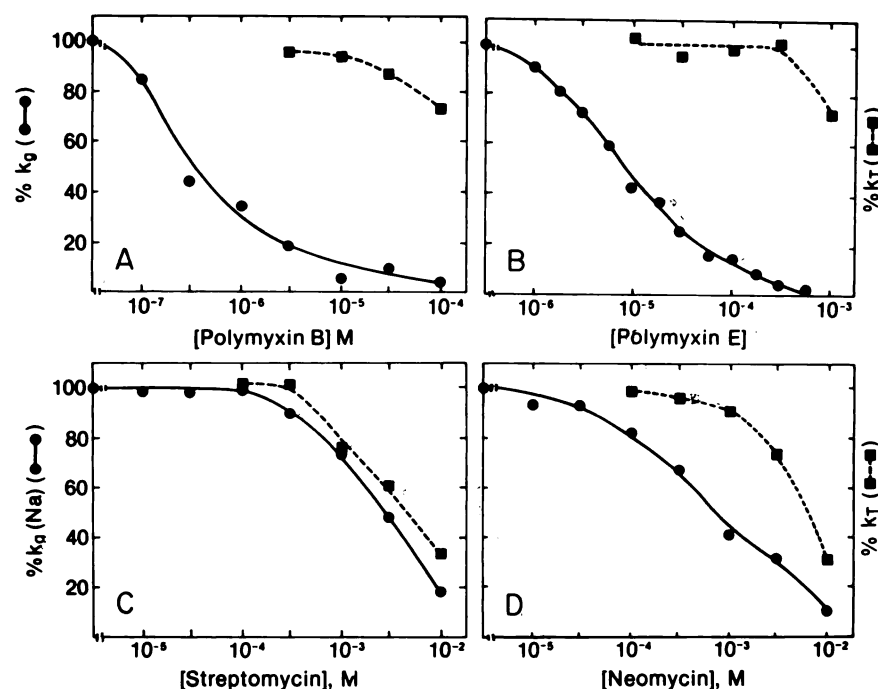 100
80
60
40
20
% kg (●—●)
A
10⁻⁷ 10⁻⁶ 10⁻⁵ 10⁻⁴
[Polymyxin B] M
B
10⁻⁶ 10⁻⁵ 10⁻⁴ 10⁻³
[Polymyxin E]
%kT (■--■)
100
80
60
40
20
%kg(Na) (●—●)
C
10⁻⁵ 10⁻⁴ 10⁻³ 10⁻²
[Streptomycin], M
D
10⁻⁵ 10⁻⁴ 10⁻³ 10⁻²
[Neomycin], M
% kT (■--■)